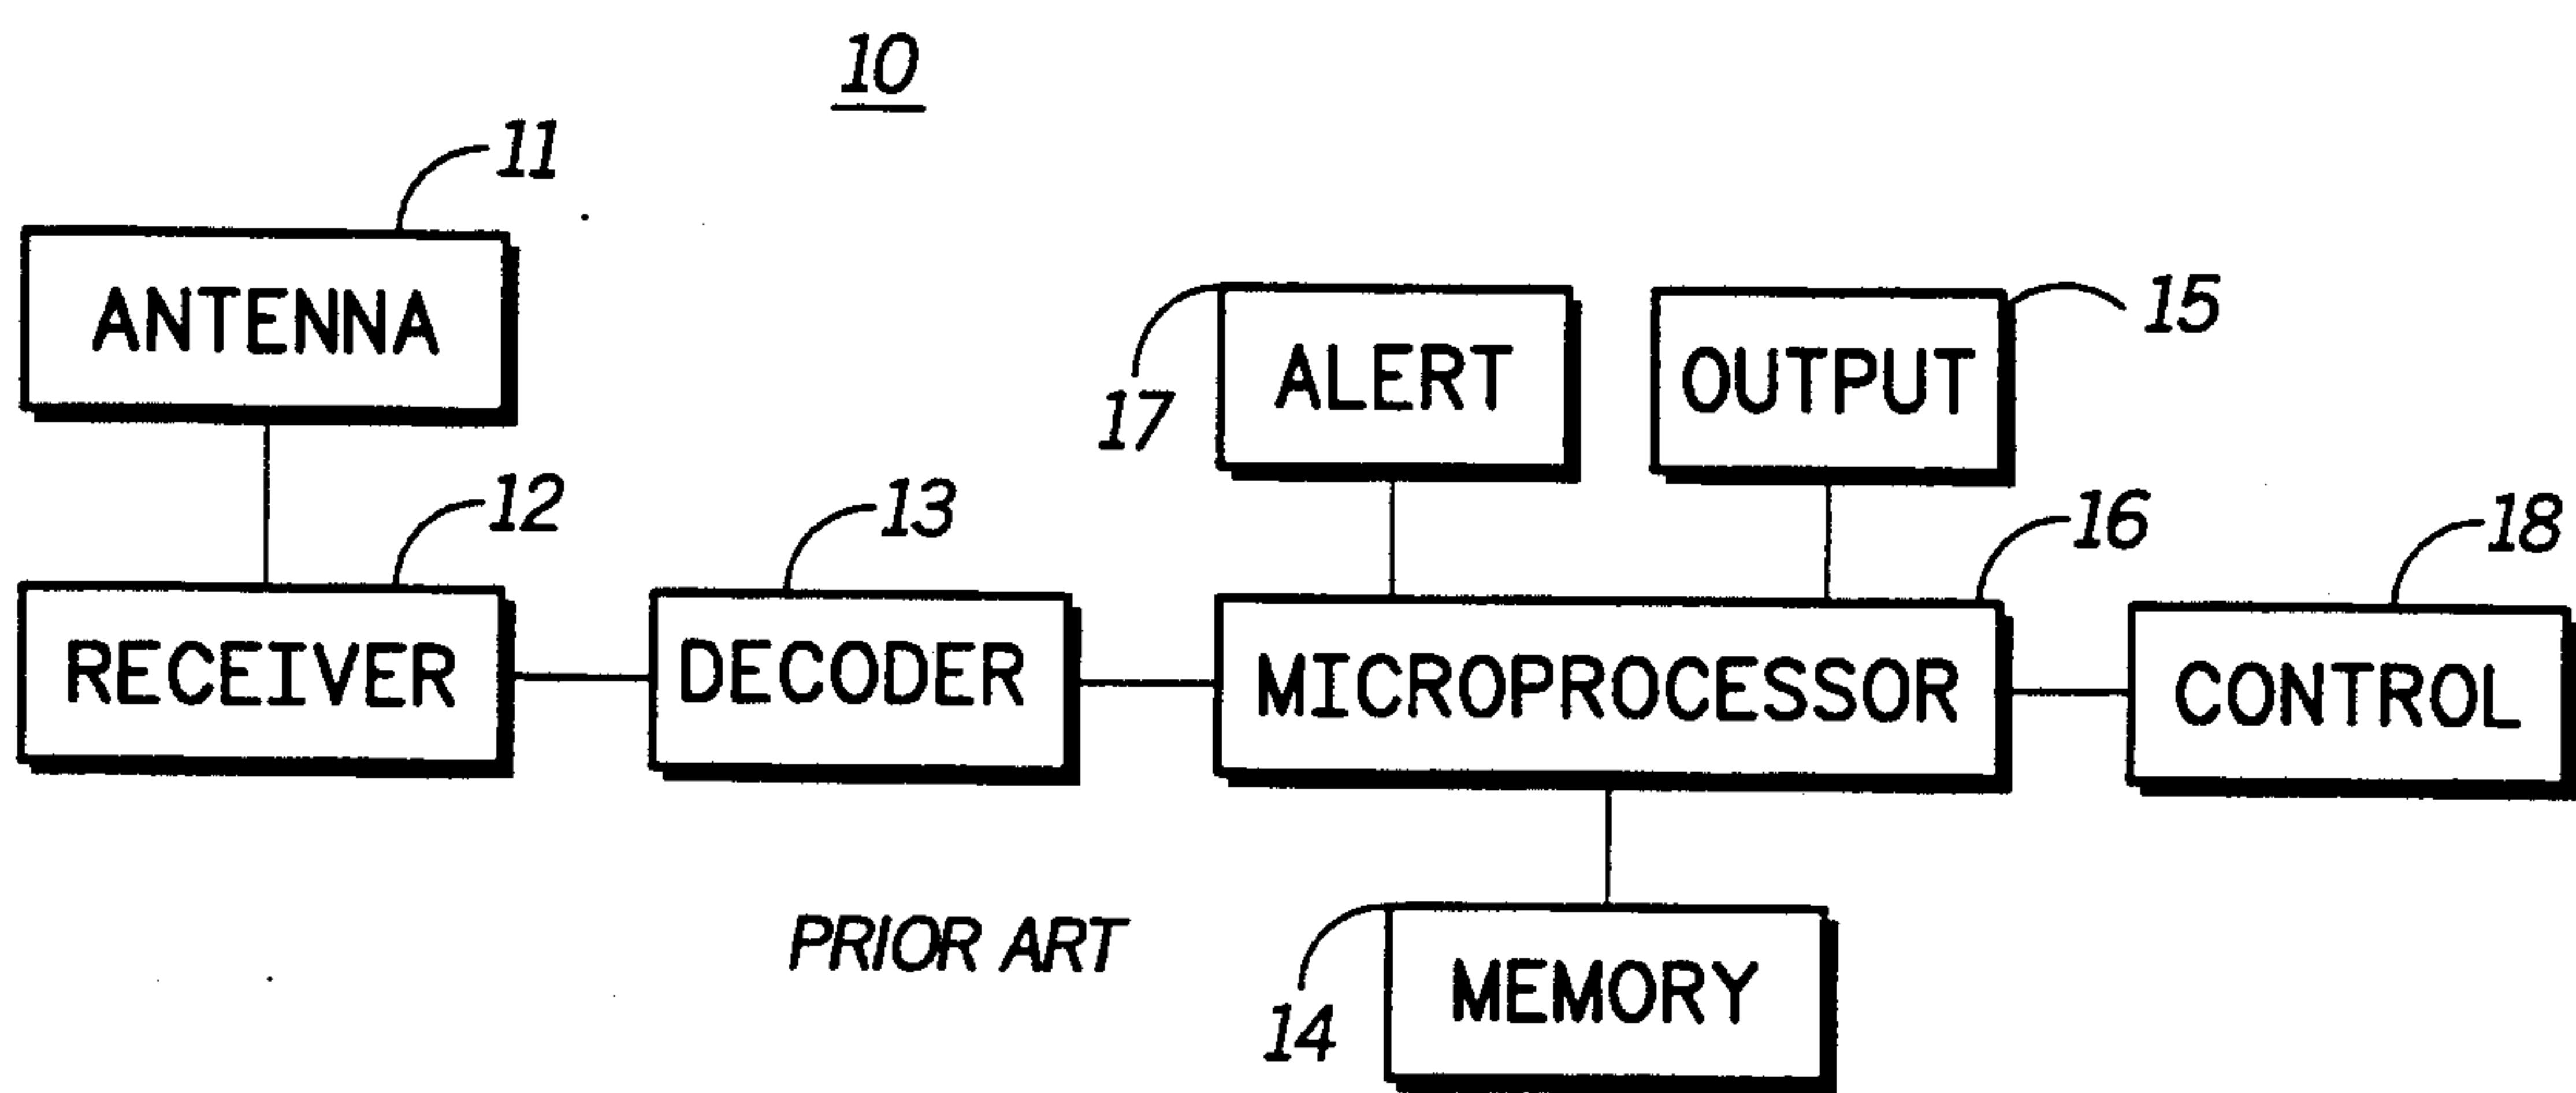 10
11
ANTENNA
17
ALERT
OUTPUT
15
12
13
16
18
RECEIVER
DECODER
MICROPROCESSOR
CONTROL
PRIOR ART
14
MEMORY